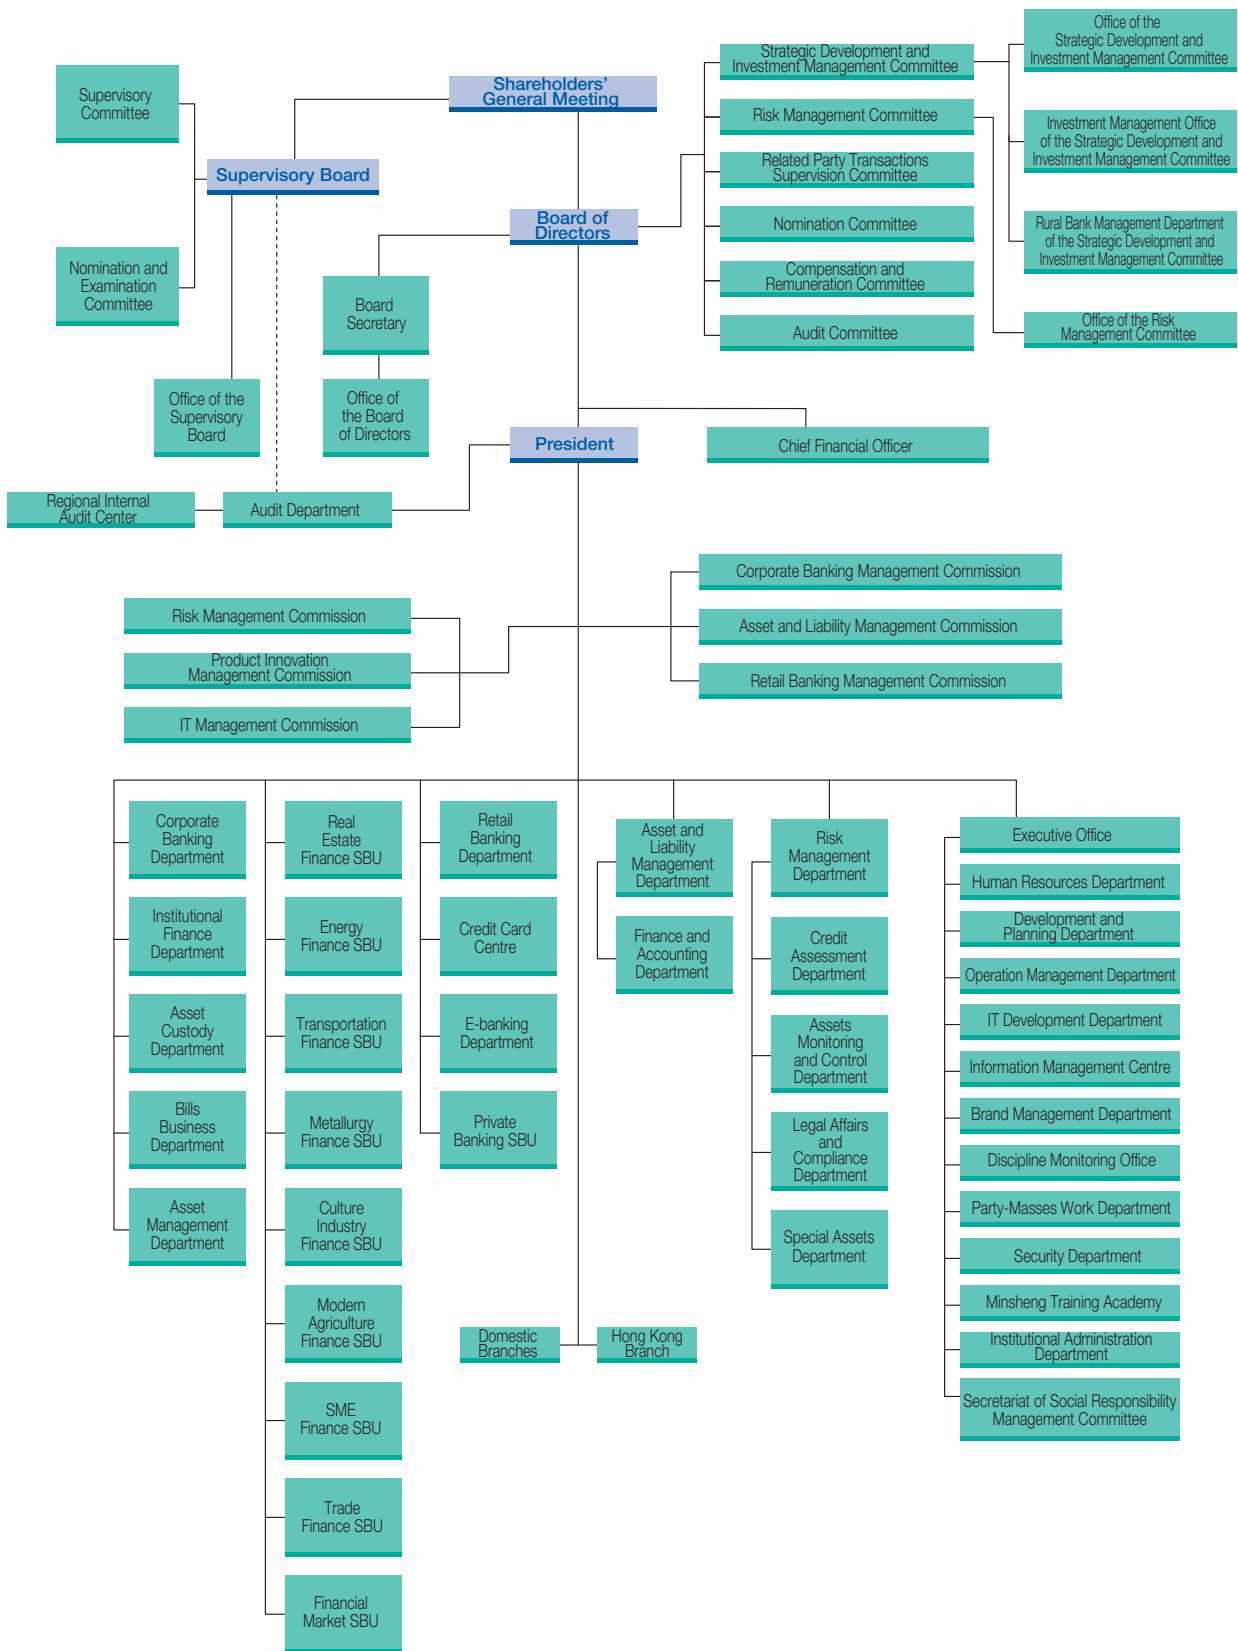 Shareholders'
General Meeting
Supervisory
Committee
Supervisory Board
Nomination and
Examination
Committee
Office of the
Supervisory
Board
Board of
Directors
Board
Secretary
Office of
the Board
of Directors
Strategic Development and
Investment Management Committee
Risk Management Committee
Related Party Transactions
Supervision Committee
Nomination Committee
Compensation and
Remuneration Committee
Audit Committee
Office of the
Strategic Development and
Investment Management Committee
Investment Management Office
of the Strategic Development and
Investment Management Committee
Rural Bank Management Department
of the Strategic Development and
Investment Management Committee
Office of the Risk
Management Committee
President
Chief Financial Officer
Regional Internal
Audit Center
Audit Department
Risk Management Commission
Product Innovation
Management Commission
IT Management Commission
Corporate Banking Management Commission
Asset and Liability Management Commission
Retail Banking Management Commission
Corporate
Banking
Department
Institutional
Finance
Department
Asset
Custody
Department
Bills
Business
Department
Asset
Management
Department
Real
Estate
Finance SBU
Energy
Finance SBU
Transportation
Finance SBU
Metallurgy
Finance SBU
Culture
Industry
Finance SBU
Modern
Agriculture
Finance SBU
SME
Finance SBU
Trade
Finance SBU
Financial
Market SBU
Retail
Banking
Department
Credit Card
Centre
E-banking
Department
Private
Banking SBU
Asset and
Liability
Management
Department
Finance and
Accounting
Department
Risk
Management
Department
Credit
Assessment
Department
Assets
Monitoring
and Control
Department
Legal Affairs
and
Compliance
Department
Special Assets
Department
Executive Office
Human Resources Department
Development and
Planning Department
Operation Management Department
IT Development Department
Information Management Centre
Brand Management Department
Discipline Monitoring Office
Party-Masses Work Department
Security Department
Minsheng Training Academy
Institutional Administration
Department
Secretariat of Social Responsibility
Management Committee
Domestic
Branches
Hong Kong
Branch